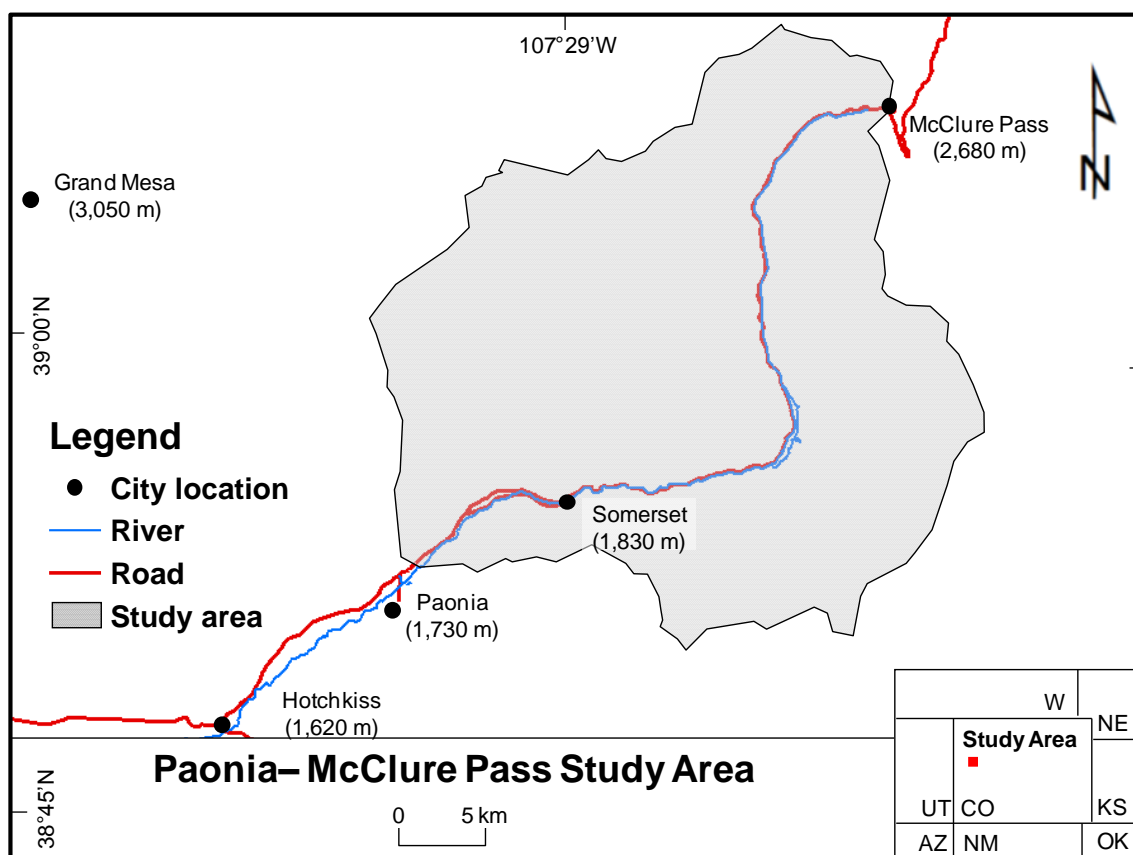 107°29'W
McClure Pass
(2,680 m)
N
Grand Mesa
(3,050 m)
39°00'N
Legend
City location
River
Road
Study area
Somerset
(1,830 m)
Paonia
(1,730 m)
Hotchkiss
(1,620 m)
Paonia– McClure Pass Study Area
38°45'N
0 5 km
W
NE
Study Area
UT CO KS
AZ NM OK